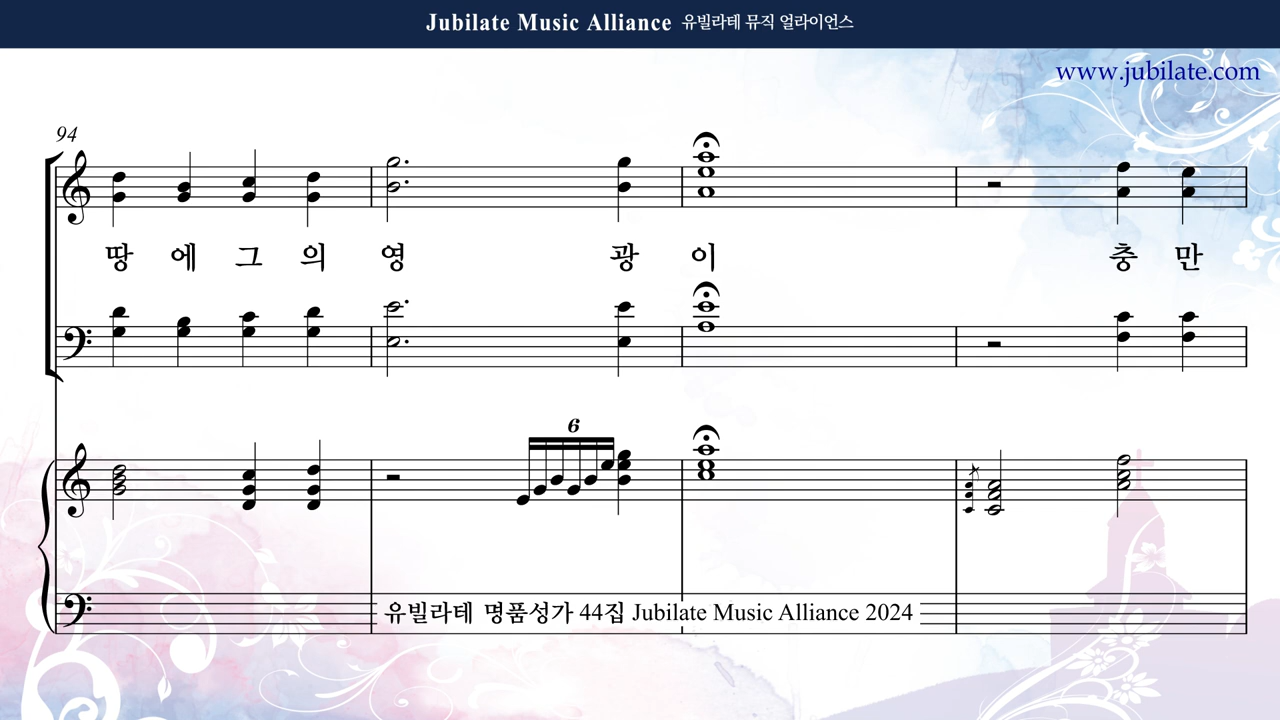 Jubilate Music Alliance 유빌라테 뮤직 얼라이언스
www.jubilate.com
94
땅 에 그 의 영 광 이 충 만
6
유빌라테 명품성가 44집 Jubilate Music Alliance 2024